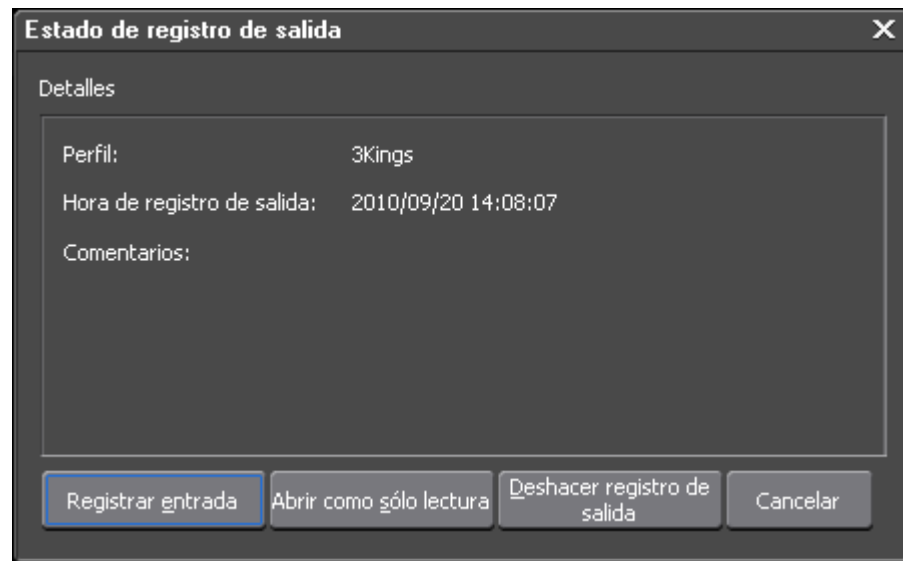 Estado de registro de salida
Detalles
Perfil: 3Kings
Hora de registro de salida: 2010/09/20 14:08:07
Comentarios:
Registrar entrada
Abrir como sólo lectura
Deshacer registro de
salida
Cancelar